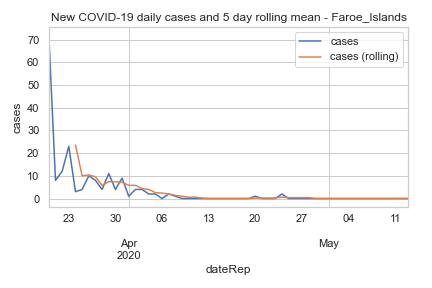 New COVID-19 daily cases and 5 day rolling mean - Faroe_Islands
cases
cases (rolling)
cases
70
60
50
40
30
20
10
0
23 30 06 13 20 27 04 11
Apr May
2020
dateRep